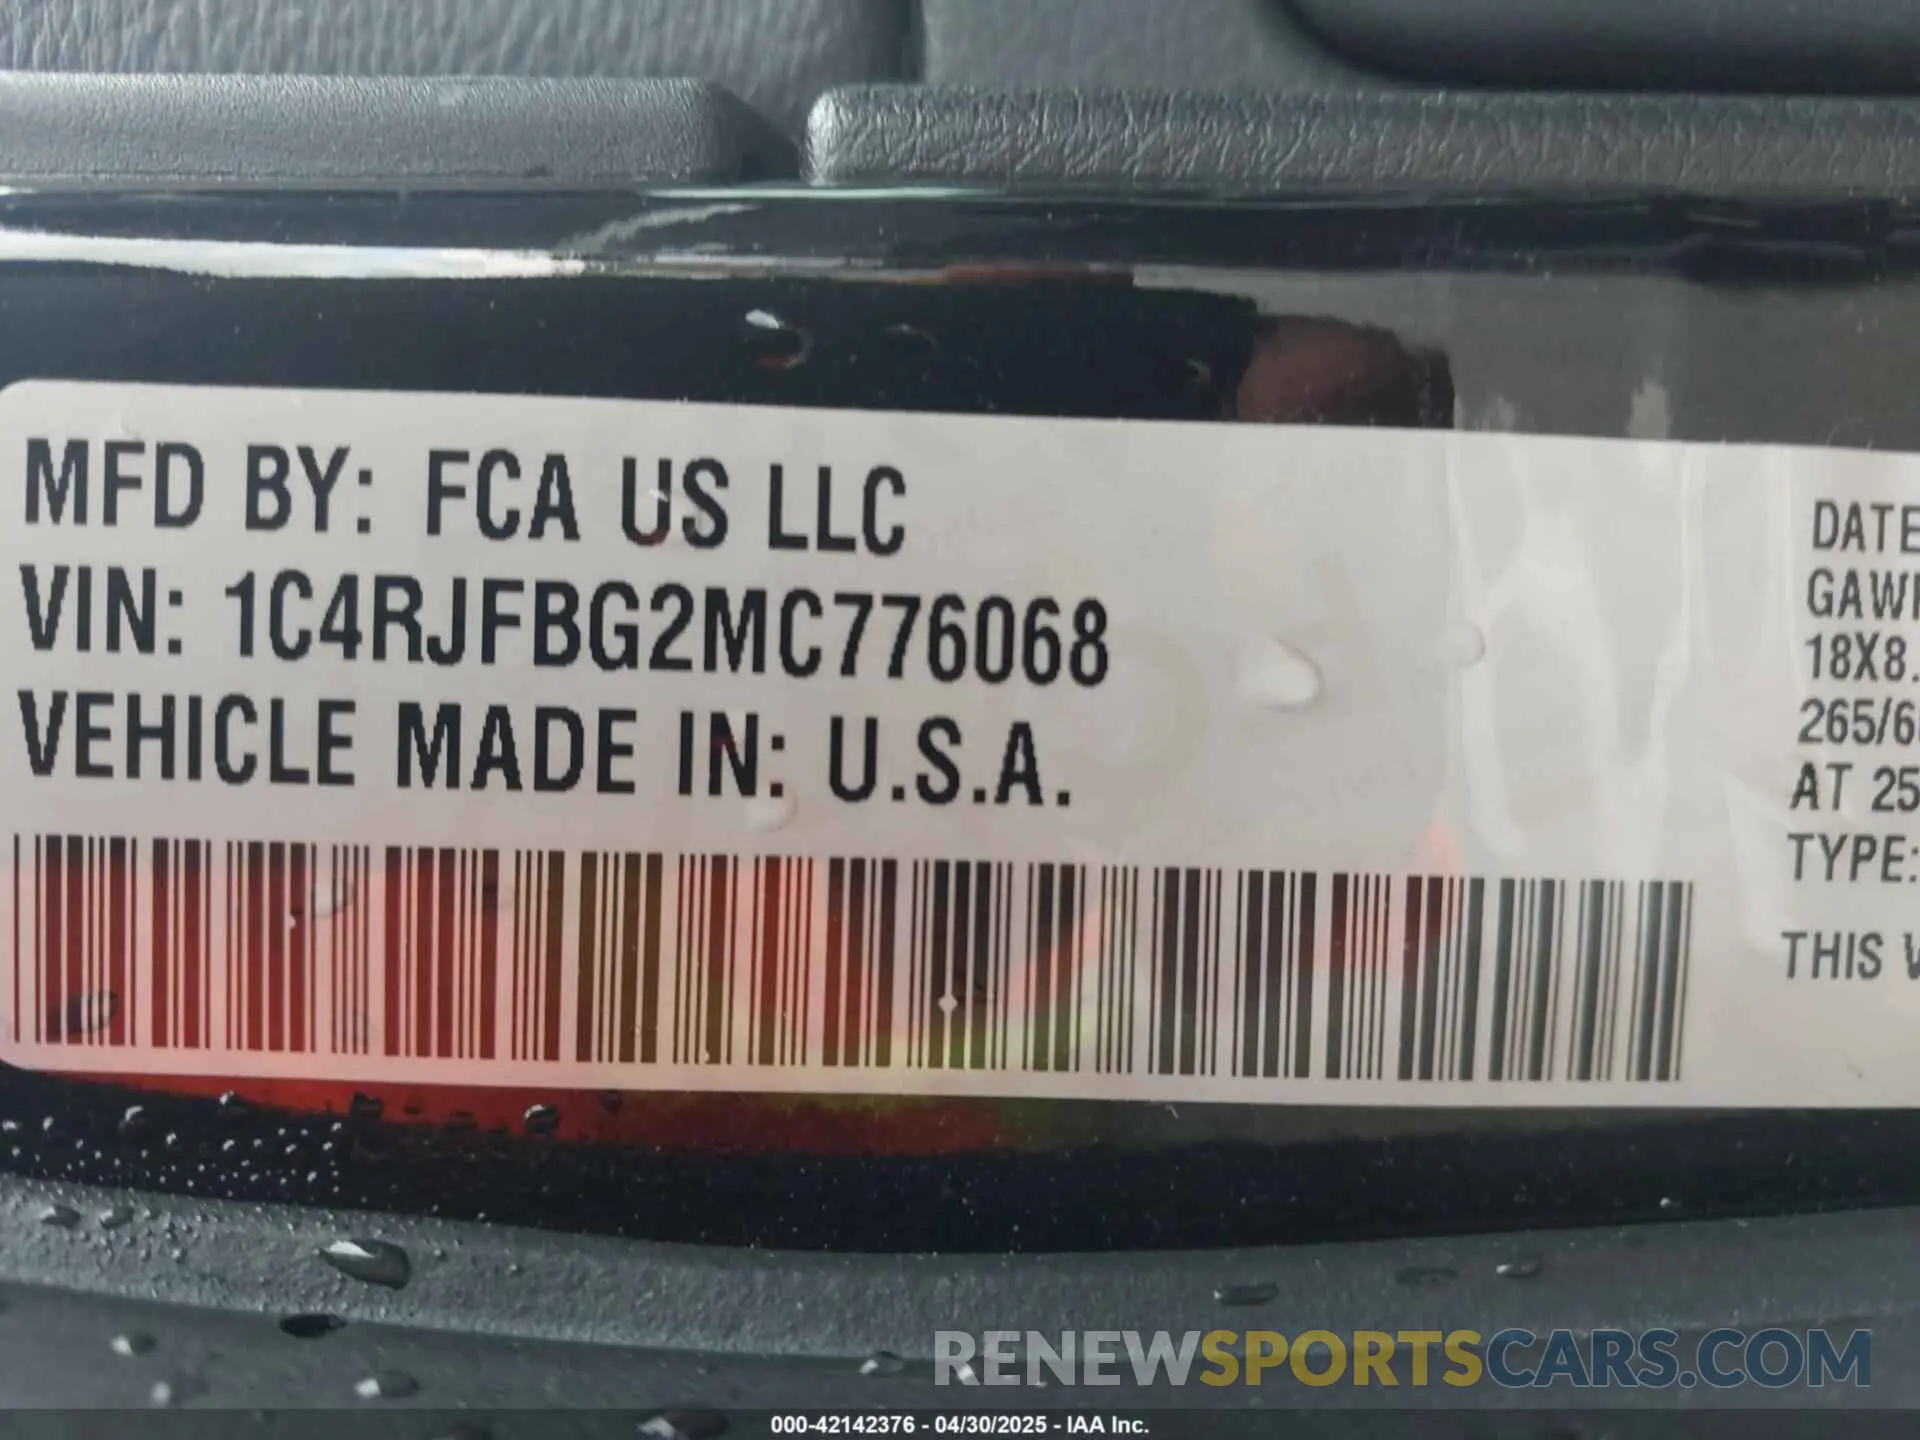 MFD BY: FCA US LLC
VIN: 1C4RJFBG2MC776068
VEHICLE MADE IN: U.S.A.
DATE
GAW
18X8.
265/6
AT 25
TYPE:
THIS
RENEWSPORTSCARS.COM
000-42142376 - 04/30/2025 - IAA Inc.